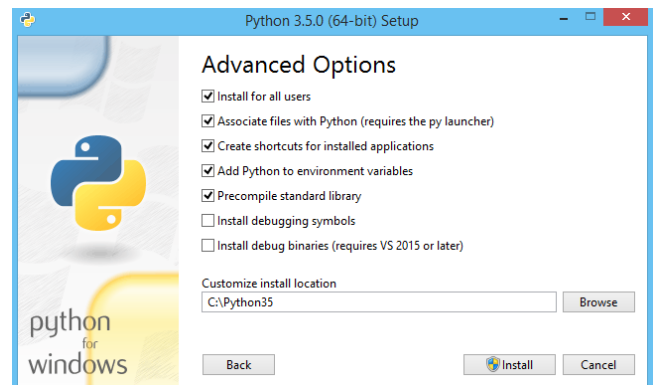 Python 3.5.0 (64-bit) Setup
Advanced Options
Install for all users
Associate files with Python (requires the py launcher)
Create shortcuts for installed applications
Add Python to environment variables
Precompile standard library
Install debugging symbols
Install debug binaries (requires VS 2015 or later)
Customize install location
C:\Python35
Browse
python
for
windows
Back
Install
Cancel